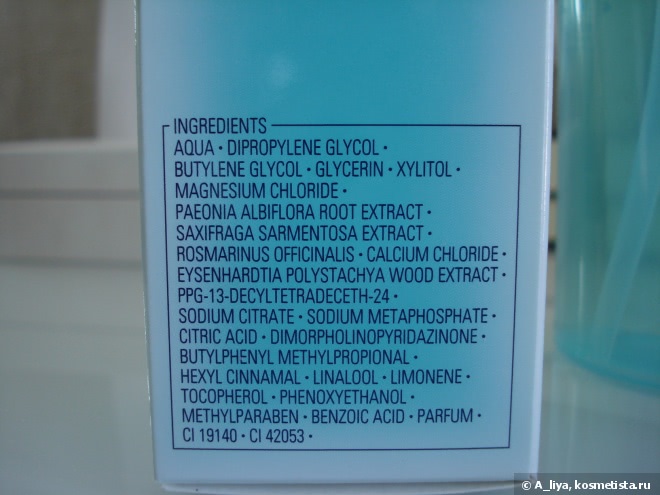 INGREDIENTS
AQUA · DIPROPYLENE GLYCOL ·
BUTYLENE GLYCOL · GLYCERIN · XYLITOL ·
MAGNESIUM CHLORIDE ·
PAEONIA ALBIFLORA ROOT EXTRACT ·
SAXIFRAGA SARMENTOSA EXTRACT ·
ROSMARINUS OFFICINALIS · CALCIUM CHLORIDE ·
EYSENHARDTIA POLYSTACHYA WOOD EXTRACT ·
PPG-13-DECYLTETRADECETH-24 ·
SODIUM CITRATE · SODIUM METAPHOSPHATE ·
CITRIC ACID · DIMORPHOLINOPYRIDAZINONE ·
BUTYLPHENYL METHYLPROPIONAL ·
HEXYL CINNAMAL · LINALOOL · LIMONENE ·
TOCOPHEROL · PHENOXYETHANOL ·
METHYLPARABEN · BENZOIC ACID · PARFUM ·
CI 19140 · CI 42053 ·
© A_liya, kosmetista.ru